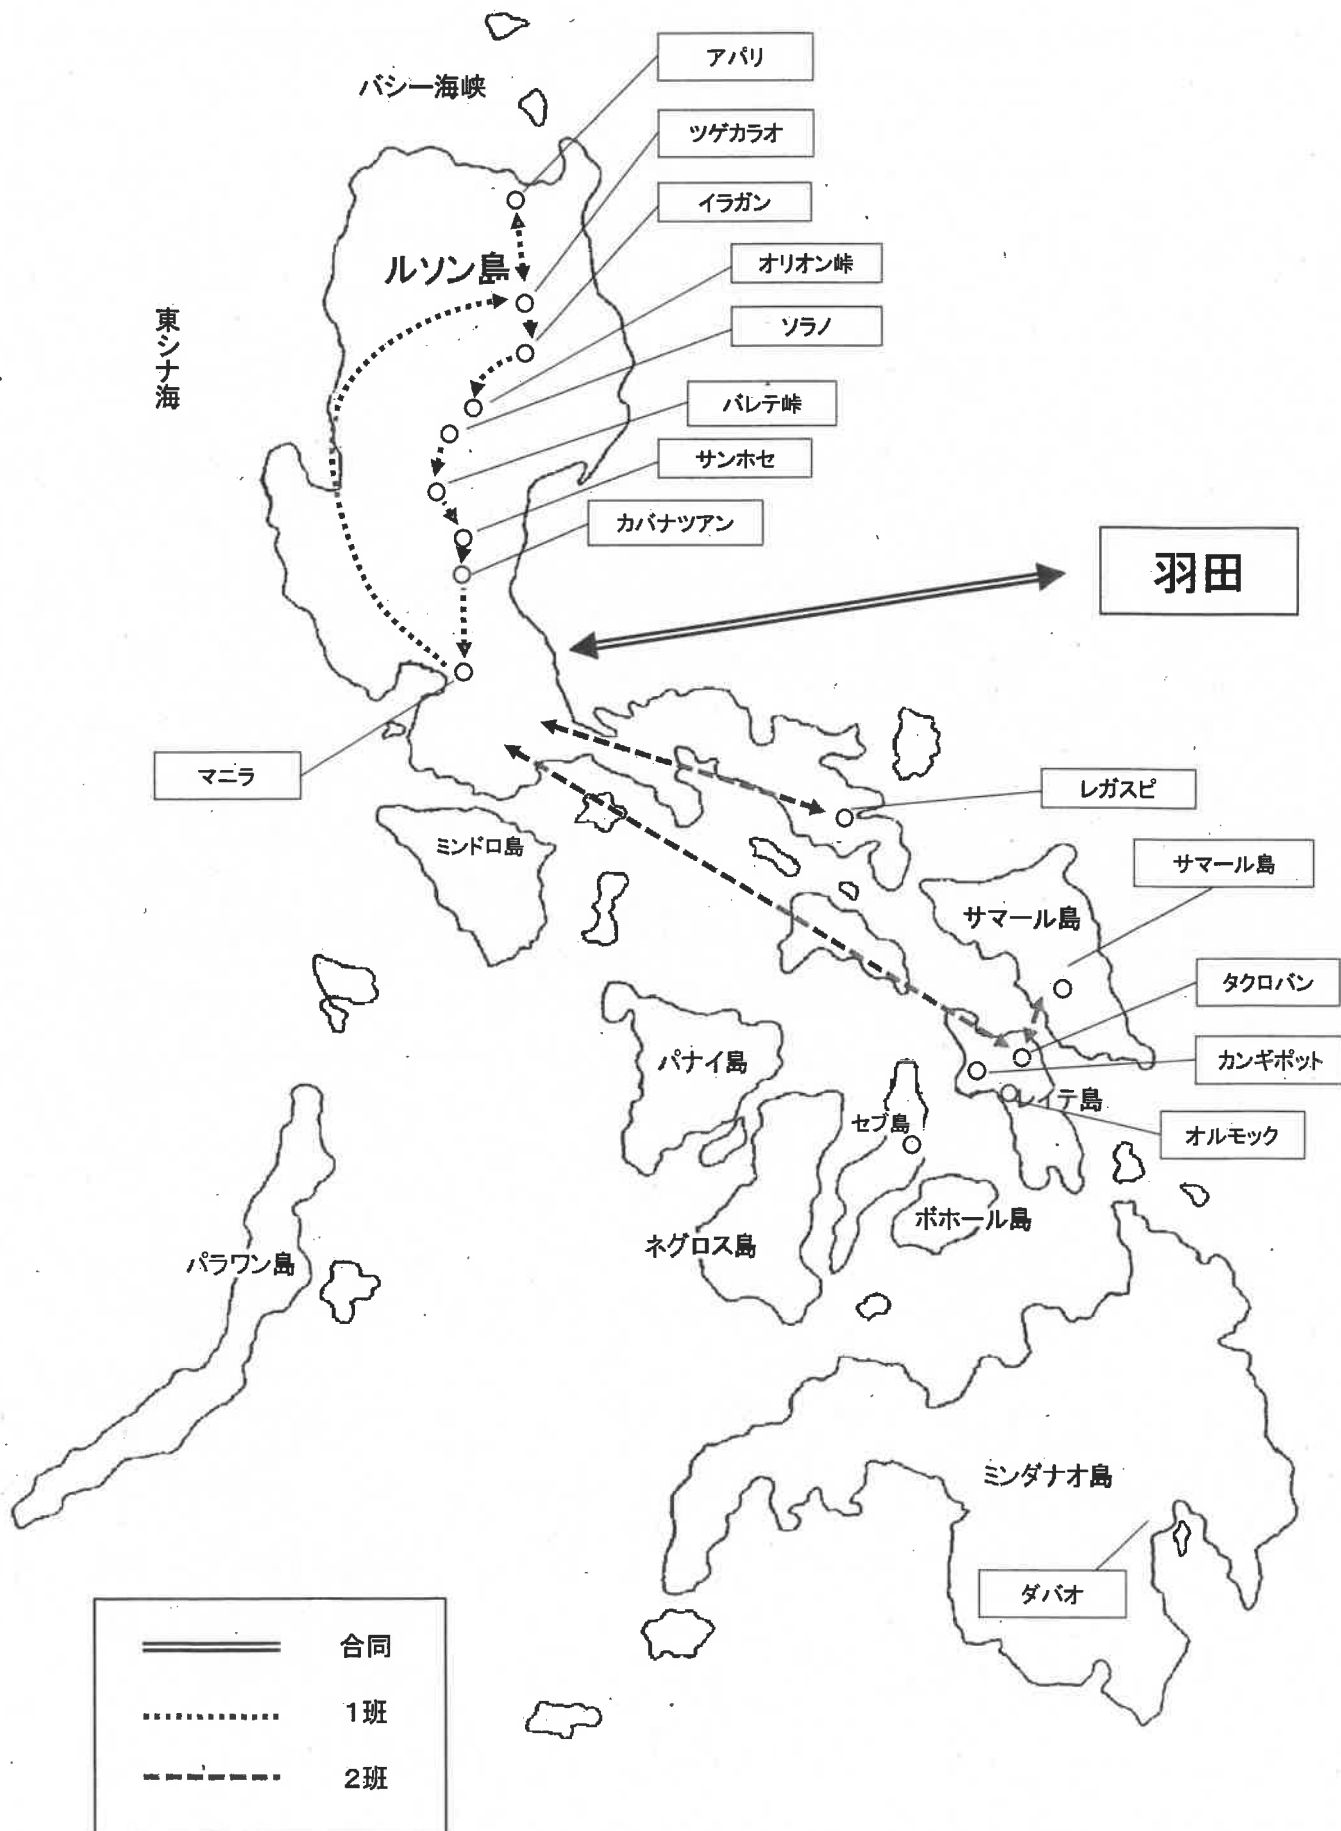 アパリ
バシー海峡
ツゲカラオ
イラガン
ルソン島
オリオン峠
ソラノ
東シナ海
バレテ峠
サンホセ
カバナツアン
羽田
マニラ
レガスピ
ミンドロ島
サマール島
サマール島
タクロバン
パナイ島
カンギポット
レイテ島
セブ島
オルモック
ボホール島
ネグロス島
パラワン島
ミンダナオ島
ダバオ
合同
1班
2班